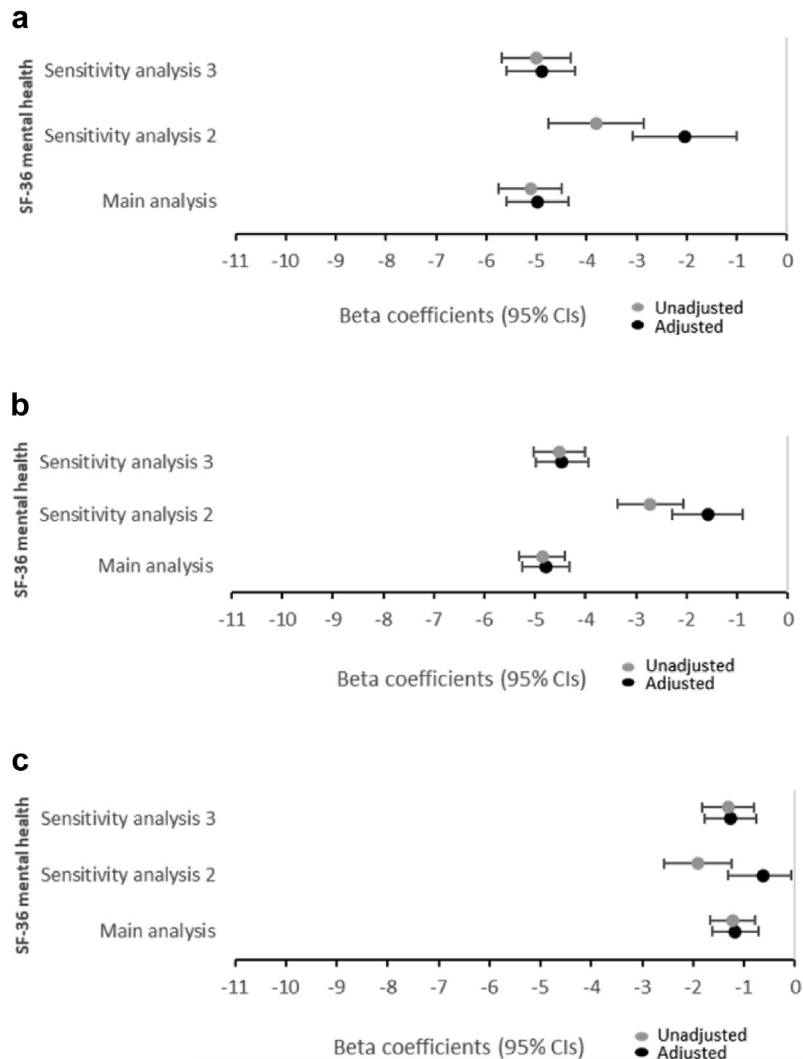 a
SF-36 mental health
Sensitivity analysis 3
Sensitivity analysis 2
Main analysis
-11 -10 -9 -8 -7 -6 -5 -4 -3 -2 -1 0
Beta coefficients (95% CIs)
Unadjusted
Adjusted
b
SF-36 mental health
Sensitivity analysis 3
Sensitivity analysis 2
Main analysis
-11 -10 -9 -8 -7 -6 -5 -4 -3 -2 -1 0
Beta coefficients (95% CIs)
Unadjusted
Adjusted
c
SF-36 mental health
Sensitivity analysis 3
Sensitivity analysis 2
Main analysis
-11 -10 -9 -8 -7 -6 -5 -4 -3 -2 -1 0
Beta coefficients (95% CIs)
Unadjusted
Adjusted